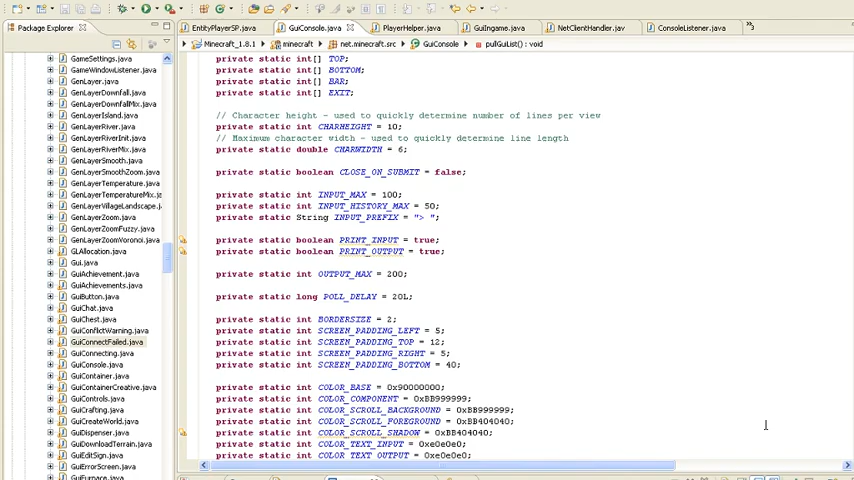 EntityPlayerSP.java
GuiConsole.java
PlayerHelper.java
GuiIngame.java
NetClientHandler.jav
ConsoleListener.java
Package Explorer
Minecraft_1.8.1
minecraft
net.minecraft.src
GuiConsole
pullGuiList() : void
GameSettings.java
GameWindowListener.java
GenLayer.java
GenLayerDownfall.java
GenLayerDownfallMix.java
GenLayerIsland.java
GenLayerRiver.java
GenLayerRiverInit.java
GenLayerRiverMix.java
GenLayerSmooth.java
GenLayerSmoothZoom.java
GenLayerTemperature.java
GenLayerTemperatureMix.ja
GenLayerVillageLandscape.ja
GenLayerZoom.java
GenLayerZoomFuzzy.java
GenLayerZoomVoronoi.java
GLAllocation.java
Gui.java
GuiAchievement.java
GuiAchievements.java
GuiButton.java
GuiChat.java
GuiChest.java
GuiConflictWarning.java
GuiConnectFailed.java
GuiConnecting.java
GuiConsole.java
GuiContainer.java
GuiContainerCreative.java
GuiControls.java
GuiCrafting.java
GuiCreateWorld.java
GuiDispenser.java
GuiDownloadTerrain.java
GuiEditSign.java
GuiErrorScreen.java
GuiFurnace.java
private static int[] TOP;
private static int[] BOTTOM;
private static int[] BAR;
private static int[] EXIT;
// Character height - used to quickly determine number of lines per view
private static int CHARHEIGHT = 10;
// Maximum character width - used to quickly determine line length
private static double CHARWIDTH = 6;
private static boolean CLOSE_ON_SUBMIT = false;
private static int INPUT_MAX = 100;
private static int INPUT_HISTORY_MAX = 50;
private static String INPUT_PREFIX = "> ";
private static boolean PRINT_INPUT = true;
private static boolean PRINT_OUTPUT = true;
private static int OUTPUT_MAX = 200;
private static long POLL_DELAY = 20L;
private static int BORDERSIZE = 2;
private static int SCREEN_PADDING_LEFT = 5;
private static int SCREEN_PADDING_TOP = 12;
private static int SCREEN_PADDING_RIGHT = 5;
private static int SCREEN_PADDING_BOTTOM = 40;
private static int COLOR_BASE = 0x90000000;
private static int COLOR_COMPONENT = 0xBB999999;
private static int COLOR_SCROLL_BACKGROUND = 0xBB999999;
private static int COLOR_SCROLL_FOREGROUND = 0xBB404040;
private static int COLOR_SCROLL_SHADOW = 0xBB404040;
private static int COLOR_TEXT_INPUT = 0xe0e0e0;
private static int COLOR_TEXT_OUTPUT = 0xe0e0e0;